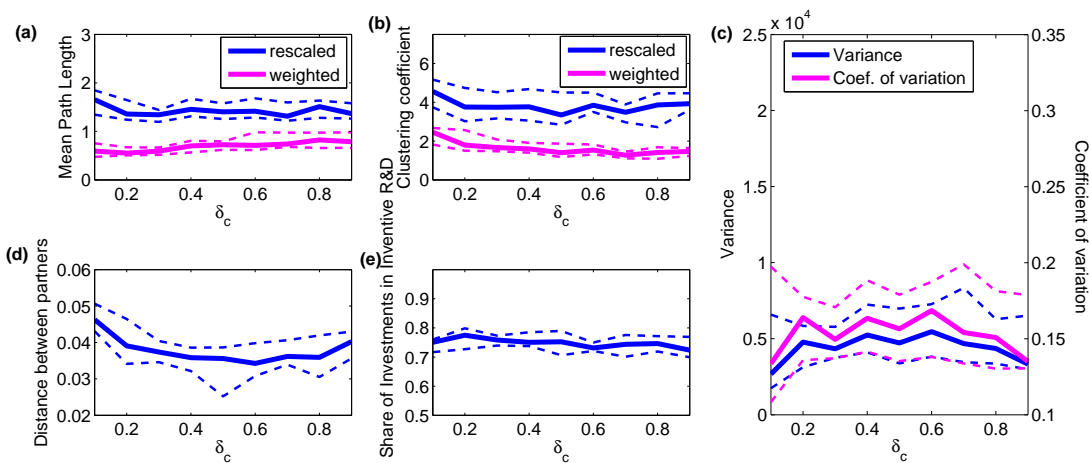 (a)
3
2
1
0
Mean Path Length
rescaled
weighted
0.2 0.4 0.6 0.8
δc
(b)
6
4
2
0
Clustering coefficient
rescaled
weighted
0.2 0.4 0.6 0.8
δc
(c)
x 10^4
2.5
2
1.5
1
0.5
0
Variance
Variance
Coef. of variation
0.35
0.3
0.25
0.2
0.15
0.1
Coefficient of variation
0.2 0.4 0.6 0.8
δc
(d)
0.06
0.05
0.04
0.03
0.02
Distance between partners
0.2 0.4 0.6 0.8
δc
(e)
0.9
0.8
0.7
0.6
0.5
Share of Investments in Inventive R&D
0.2 0.4 0.6 0.8
δc